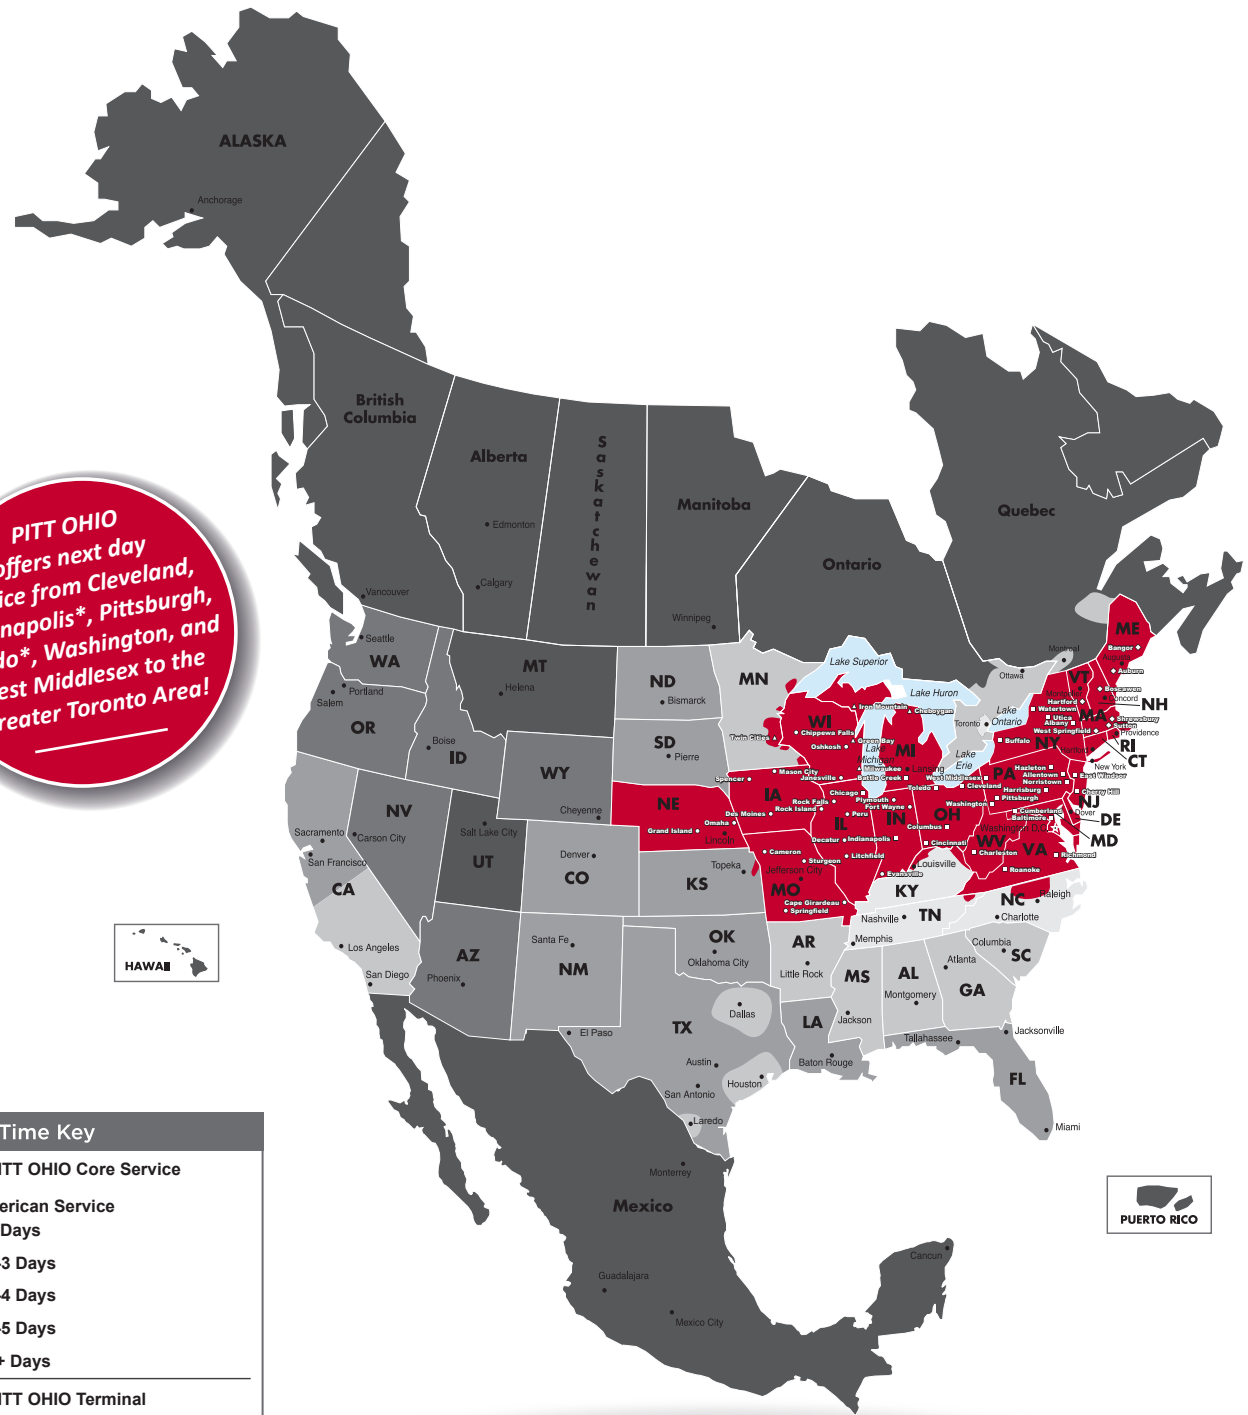 ALASKA
Anchorage
British
Columbia
Alberta
Saskatchewan
Manitoba
Ontario
Quebec
Edmonton
Calgary
Vancouver
Winnipeg
PITT OHIO
offers next day
ice from Cleveland,
napolis*, Pittsburgh,
do*, Washington, and
est Middlesex to the
reater Toronto Area!
Seattle
WA
Portland
Salem
OR
Boise
ID
MT
Helena
ND
Bismarck
SD
Pierre
WY
Cheyenne
NV
Carson City
Sacramento
San Francisco
CA
Los Angeles
San Diego
Salt Lake City
UT
Denver
CO
AZ
Phoenix
Santa Fe
NM
El Paso
NE
Grand Island
Omaha
Lincoln
Topeka
KS
OK
Oklahoma City
TX
Dallas
Austin
Houston
San Antonio
Laredo
MN
Twin Cities
WI
Chippewa Falls
Oshkosh
Green Bay
Milwaukee
Janesville
Iron Mountain
Cheboygan
Lake Superior
Lake Huron
Lake
Michigan
Lake
Ontario
Lake
Erie
MI
Lansing
Battle Creek
Plymouth
Spencer
Mason City
IA
Des Moines
Rock Falls
Rock Island
Chicago
Peru
IL
Decatur
Litchfield
Cameron
Sturgeon
Jefferson City
MO
Cape Girardeau
Springfield
Fort Wayne
IN
Indianapolis
Evansville
Toledo
West Middlesex
Cleveland
OH
Columbus
Cincinnati
Louisville
KY
Nashville
TN
Memphis
AR
Little Rock
MS
Jackson
LA
Baton Rouge
AL
Montgomery
Atlanta
GA
Columbia
SC
Charlotte
NC
Raleigh
Tallahassee
Jacksonville
FL
Miami
Ottawa
Montreal
Toronto
ME
Bangor
Augusta
Auburn
VT
Montpelier
Boscawen
Concord
NH
Hartford
Watertown
Utica
Albany
MA
Shrewsbury
Sutton
West Springfield
Providence
RI
CT
Hartford
Buffalo
NY
New York
PA
Hazleton
Allentown
Norristown
Harrisburg
Pittsburgh
Washington
East Windsor
Cherry Hill
NJ
Dover
DE
MD
Cumberland
Baltimore
Washington D.C.
WV
Charleston
VA
Richmond
Roanoke
HAWAII
Mexico
Monterrey
Guadalajara
Mexico City
Cancun
PUERTO RICO
Time Key
ITT OHIO Core Service
erican Service
Days
-3 Days
-4 Days
-5 Days
+ Days
ITT OHIO Terminal